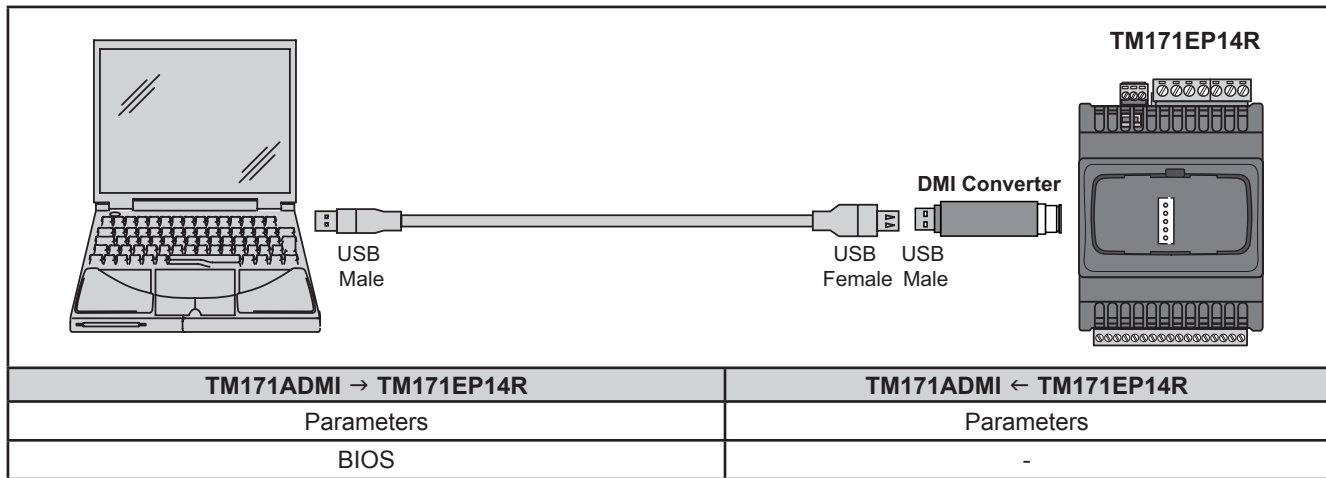 TM171EP14R
DMI Converter
USB
Male
USB
Female
USB
Male
TM171ADMI → TM171EP14R
TM171ADMI ← TM171EP14R
Parameters
Parameters
BIOS
-